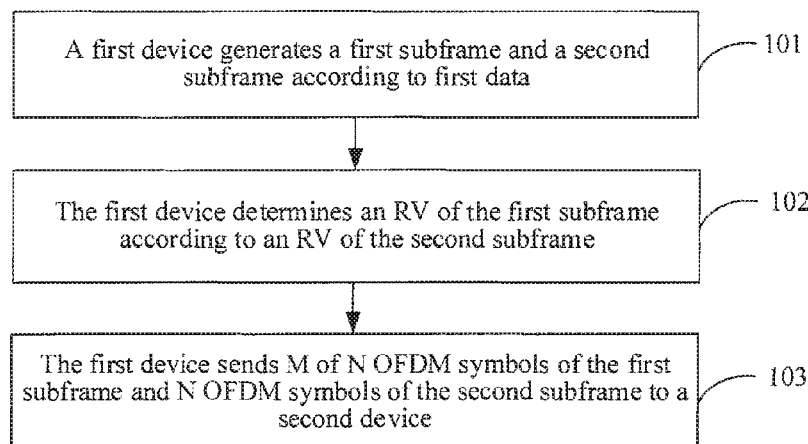 A first device generates a first subframe and a second
subframe according to first data
101
The first device determines an RV of the first subframe
according to an RV of the second subframe
102
The first device sends M of N OFDM symbols of the first
subframe and N OFDM symbols of the second subframe to a
second device
103